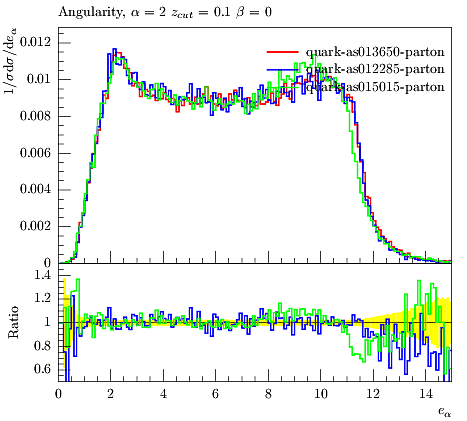 Angularity, α = 2 z_cut = 0.1 β = 0
1/σ dσ/de_α
quark-as013650-parton
quark-as012285-parton
quark-as015015-parton
0.012
0.01
0.008
0.006
0.004
0.002
0
Ratio
1.4
1.2
1
0.8
0.6
0 2 4 6 8 10 12 14
e_α